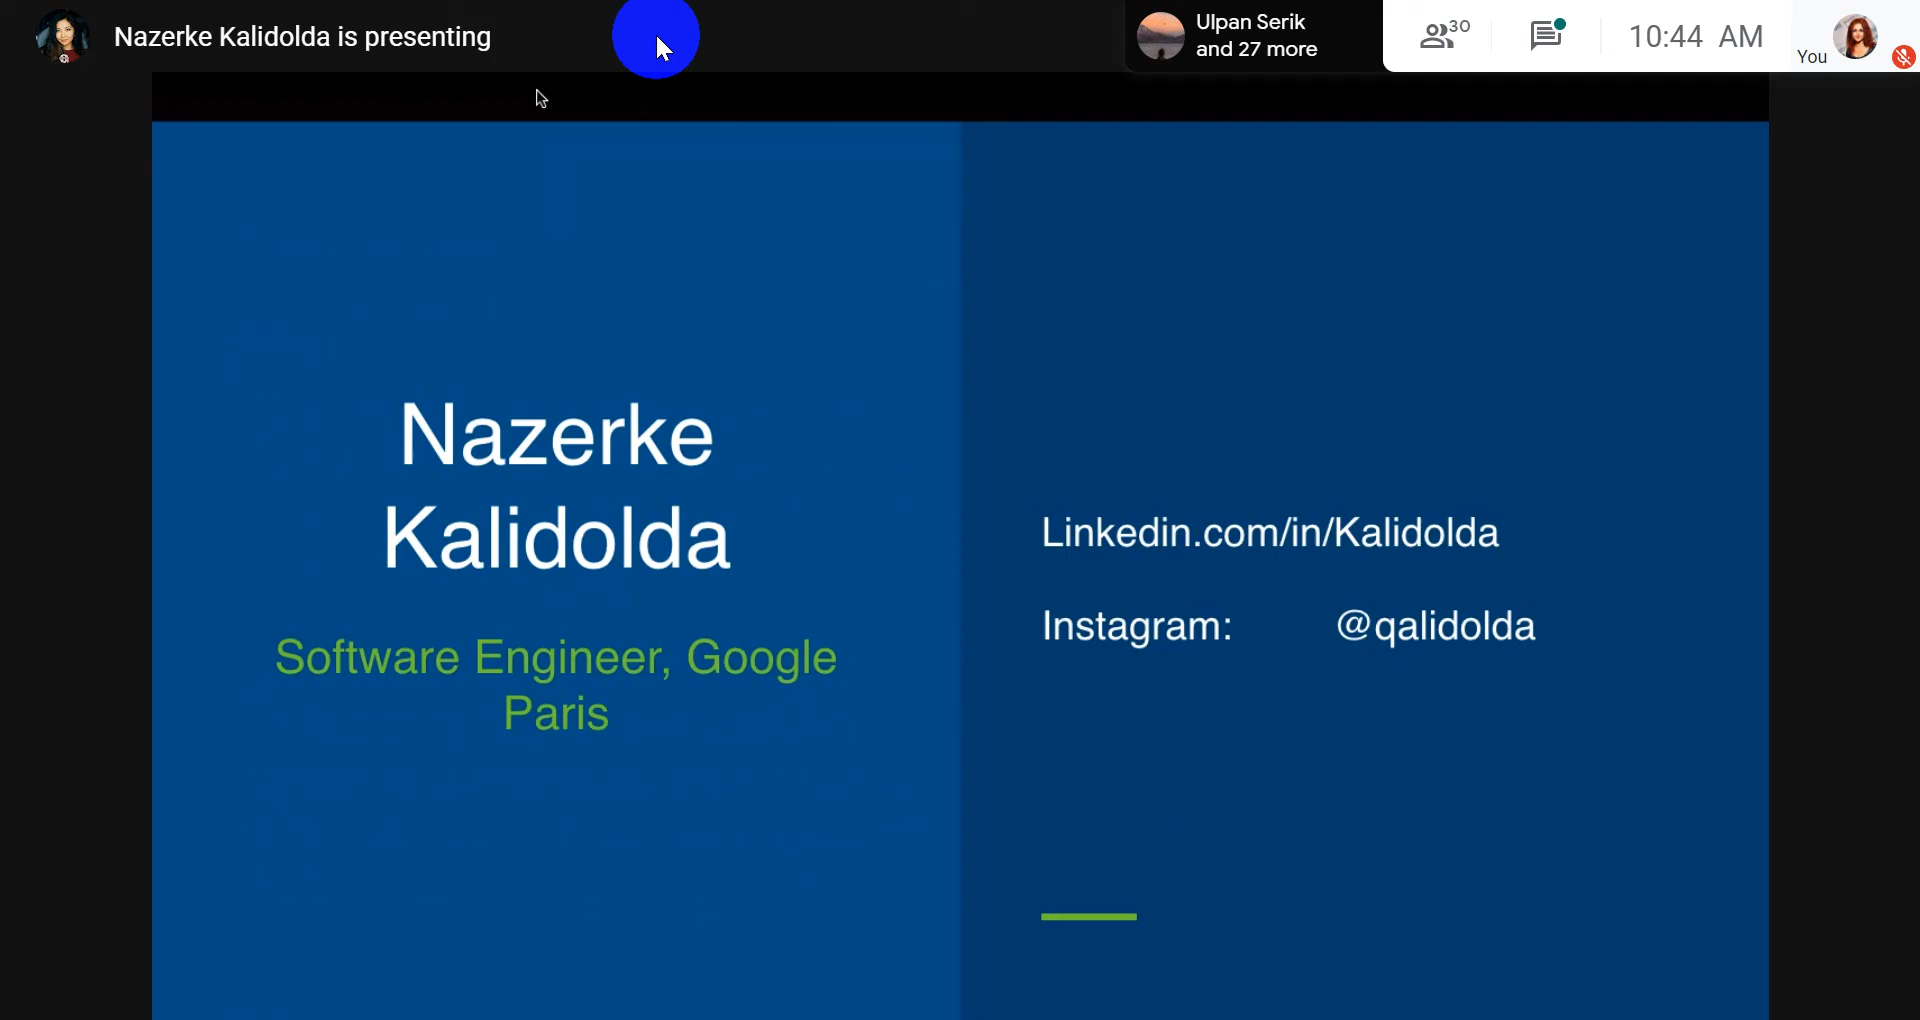 Nazerke Kalidolda is presenting
Ulpan Serik
and 27 more
30
10:44 AM
You
Nazerke
Kalidolda
Software Engineer, Google
Paris
Linkedin.com/in/Kalidolda
Instagram: @qalidolda